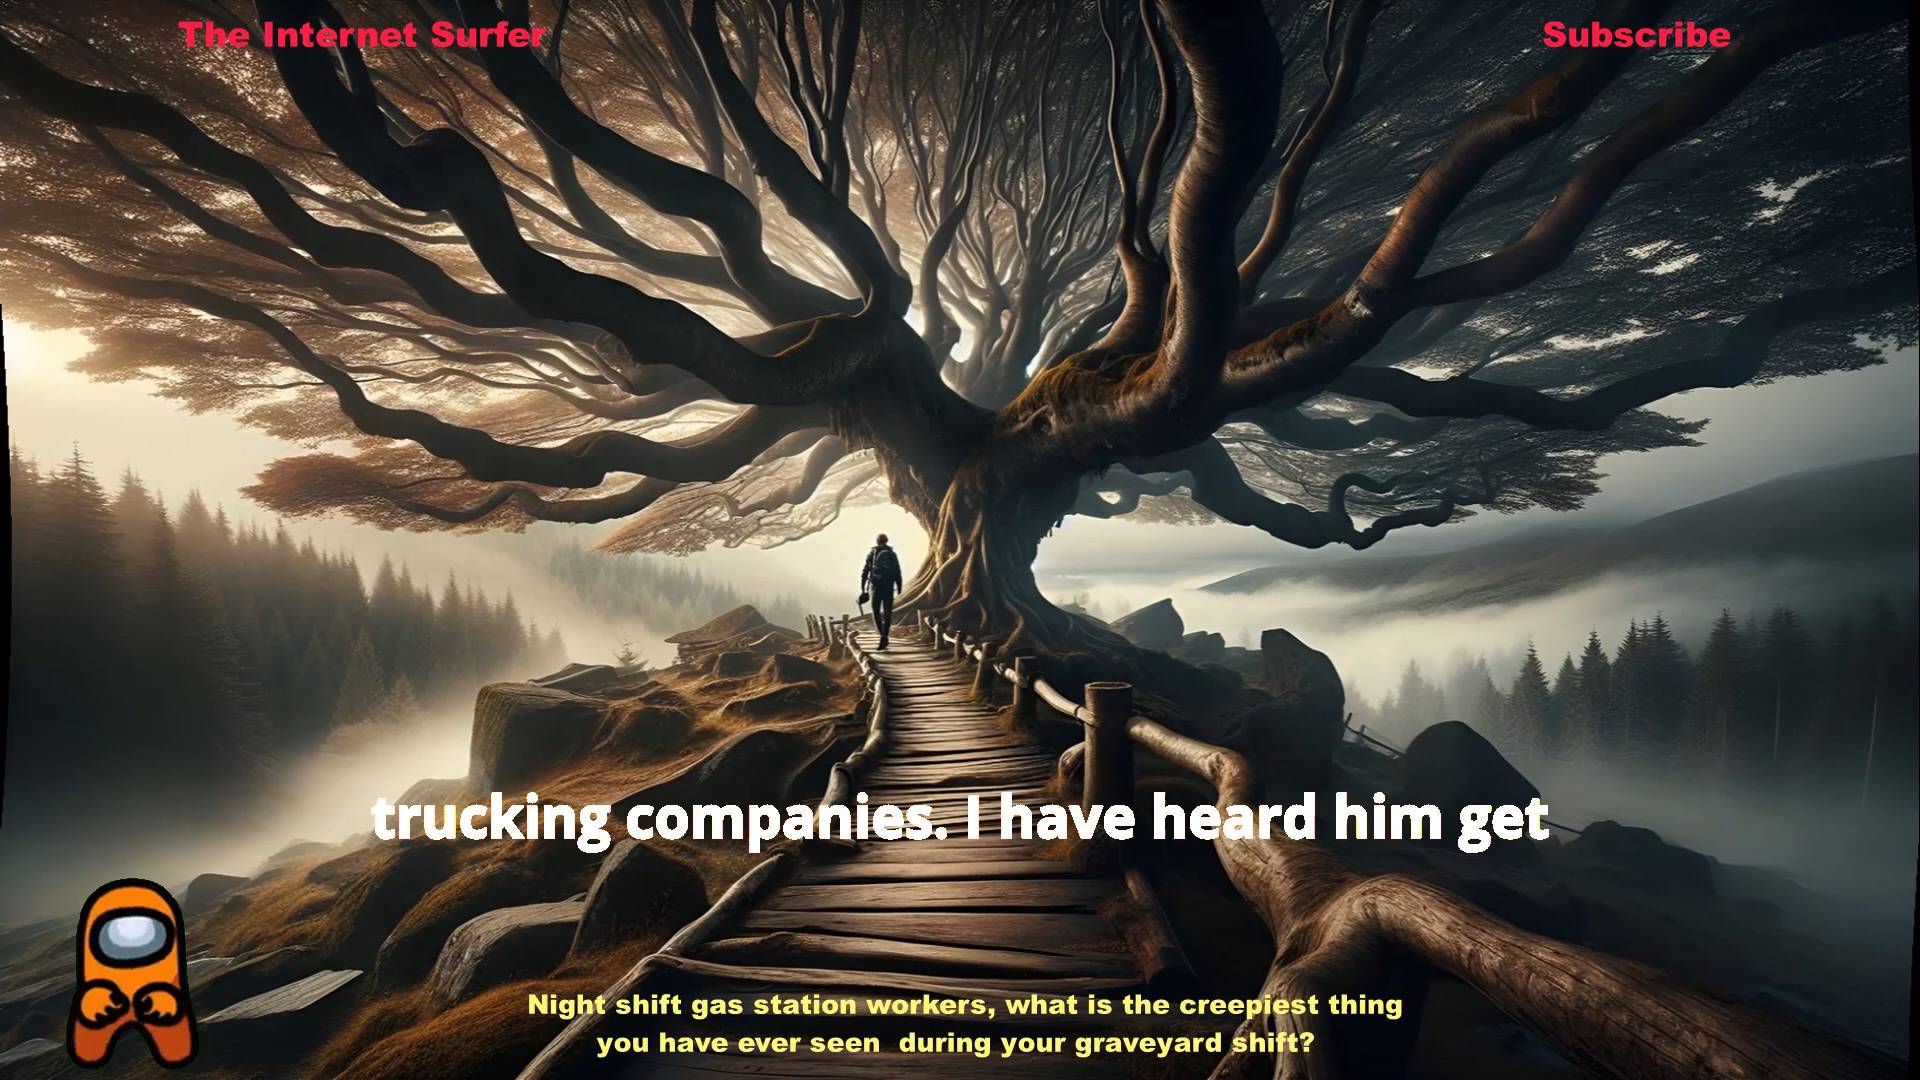 The Internet Surfer
Subscribe
trucking companies. I have heard him get
Night shift gas station workers, what is the creepiest thing
you have ever seen  during your graveyard shift?